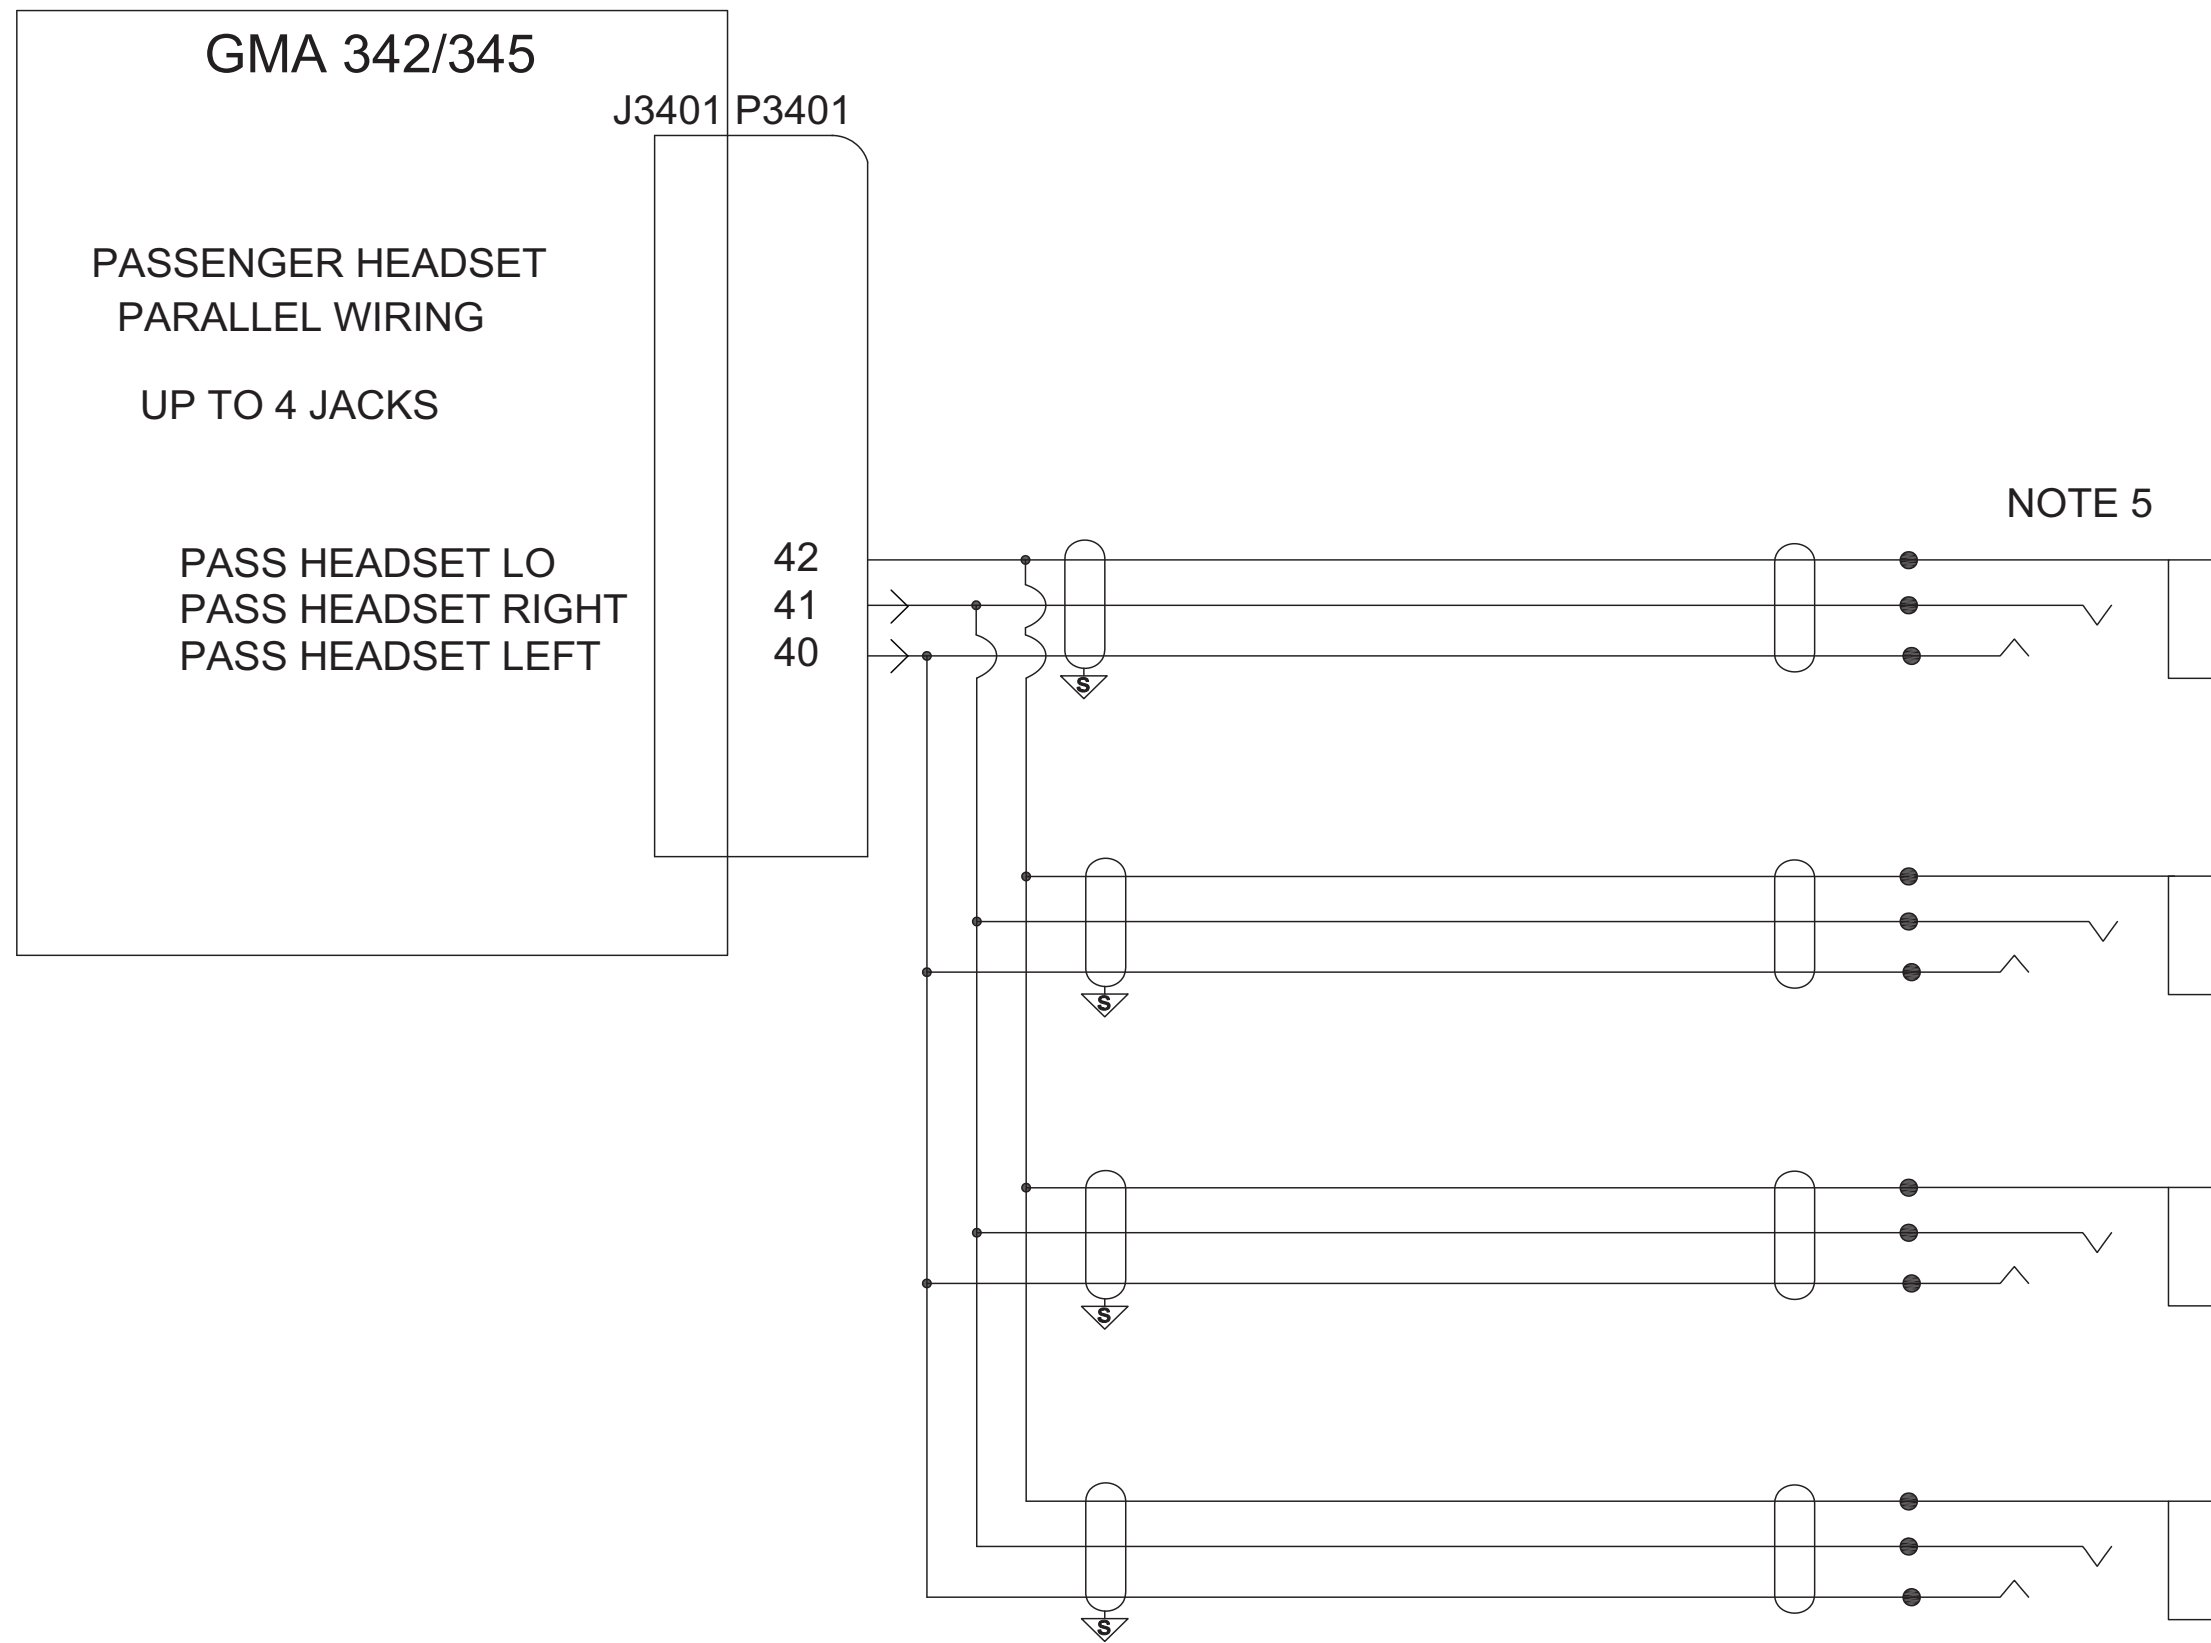 GMA 342/345
J3401 P3401
PASSENGER HEADSET
PARALLEL WIRING
UP TO 4 JACKS
NOTE 5
PASS HEADSET LO 42
PASS HEADSET RIGHT 41
PASS HEADSET LEFT 40
S
S
S
S